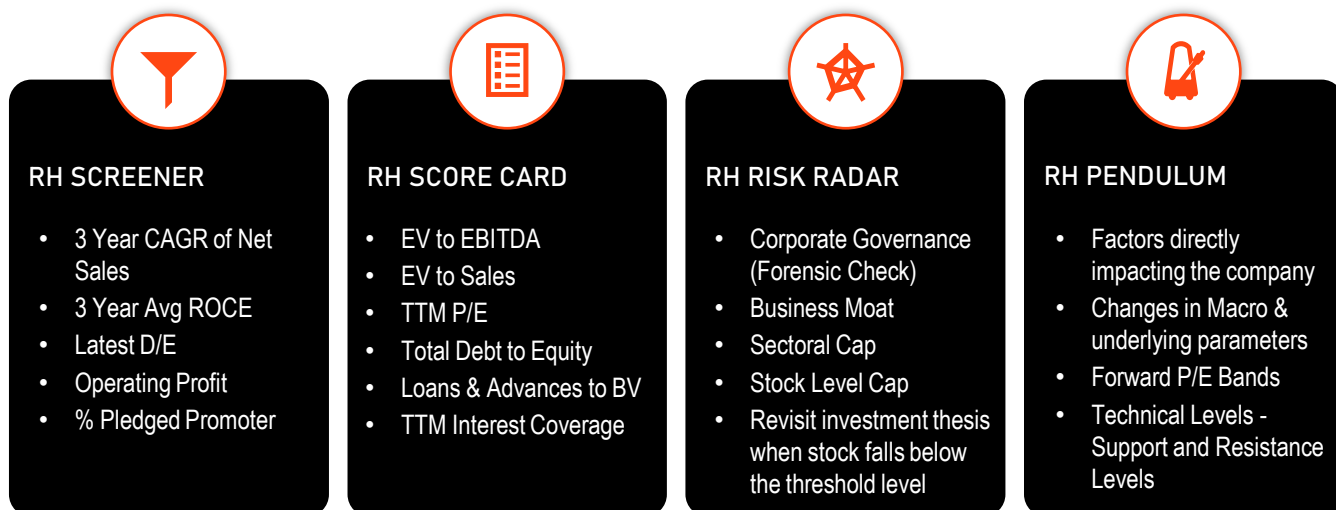 RH SCREENER
• 3 Year CAGR of Net
Sales
• 3 Year Avg ROCE
• Latest D/E
• Operating Profit
• % Pledged Promoter
RH SCORE CARD
• EV to EBITDA
• EV to Sales
• TTM P/E
• Total Debt to Equity
• Loans & Advances to BV
• TTM Interest Coverage
RH RISK RADAR
• Corporate Governance
(Forensic Check)
• Business Moat
• Sectoral Cap
• Stock Level Cap
• Revisit investment thesis
when stock falls below
the threshold level
RH PENDULUM
• Factors directly
impacting the company
• Changes in Macro &
underlying parameters
• Forward P/E Bands
• Technical Levels -
Support and Resistance
Levels